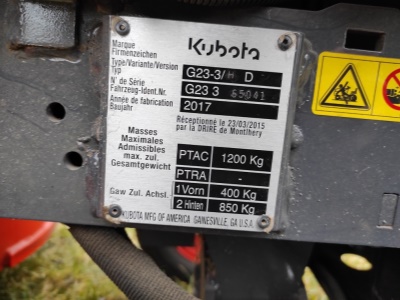 Kubota
Marque
Firmenzeichen
Type/Variante/Version G23-3/H D
Typ
N° de Série G23 3 65041
Fahrzeug-Ident.Nr.
Année de fabrication 2017
Baujahr
Réceptionné le 23/03/2015
par la DRIRE de Montlhery
Masses
Maximales
Admissibles
max. zul.
Gesamtgewicht
PTAC 1200 Kg
PTRA -
Gaw Zul. Achsl. 1Vorn 400 Kg
2 Hinten 850 Kg
KUBOTA MFG OF AMERICA GAINESVILLE, GA U.S.A.